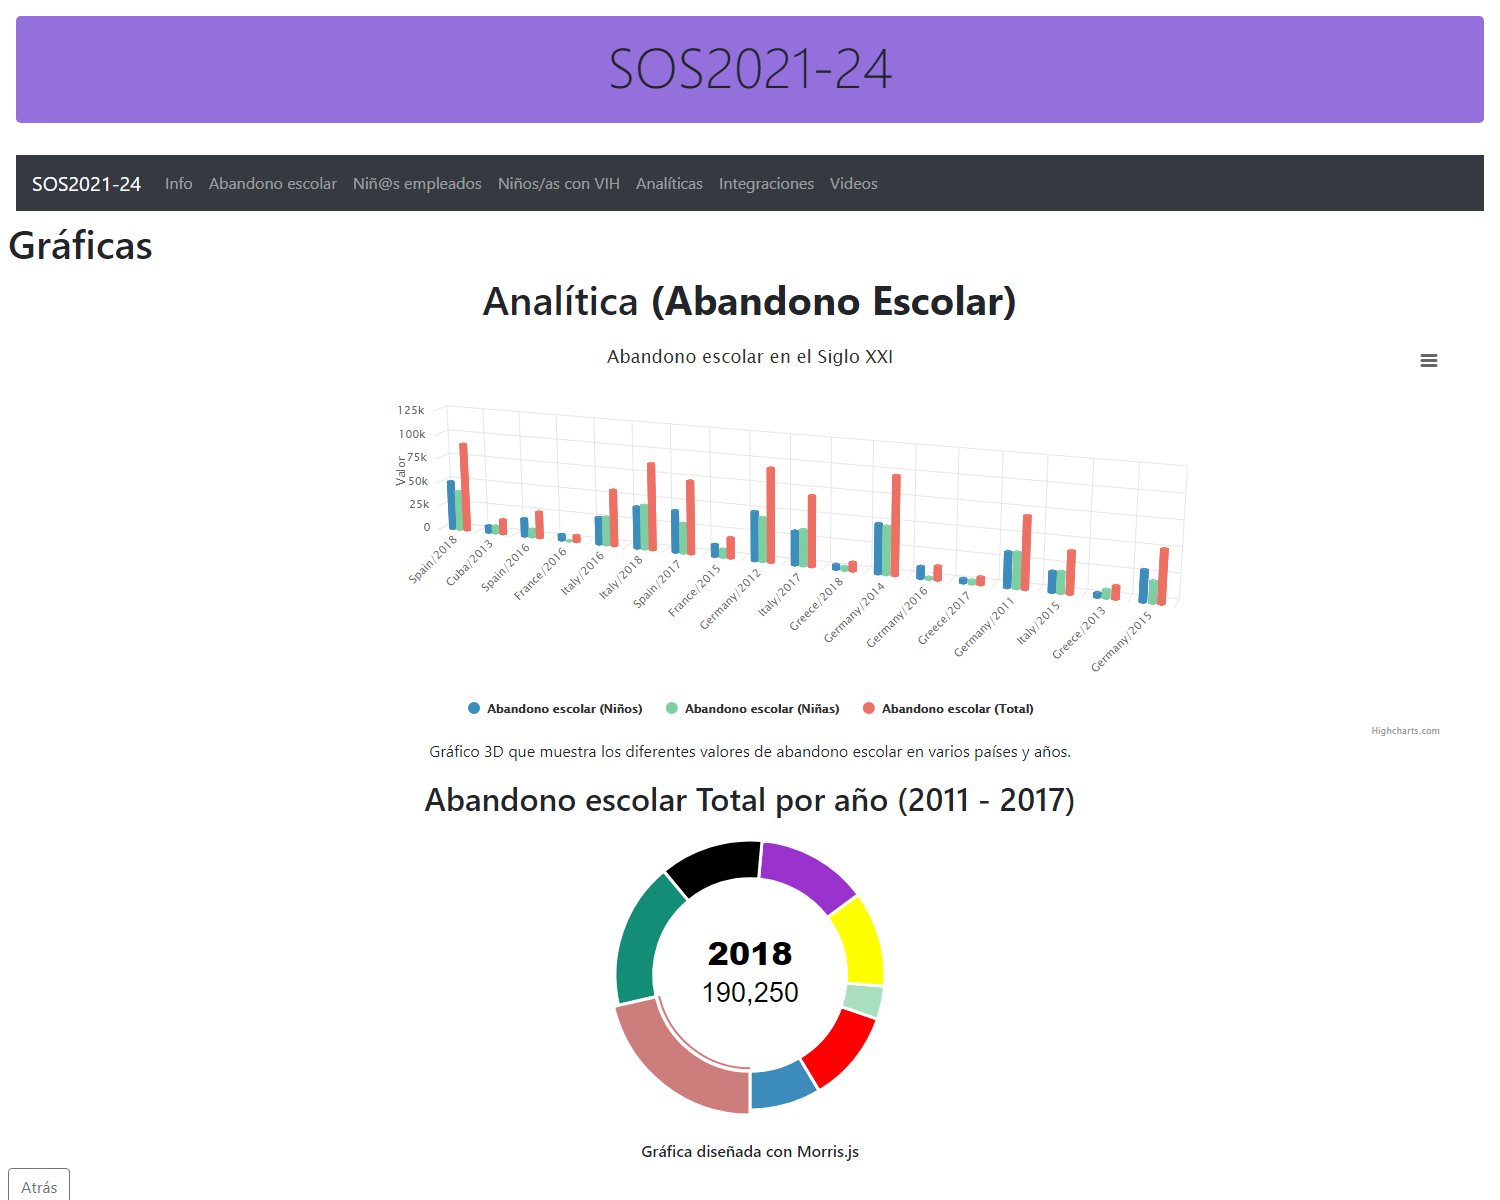 SOS2021-24
SOS2021-24 Info Abandono escolar Niñ@s empleados Niños/as con VIH Analíticas Integraciones Videos
Gráficas
Analítica (Abandono Escolar)
Abandono escolar en el Siglo XXI
125k
100k
75k
50k
25k
0
Valor
Spain/2018
Cuba/2013
Spain/2016
France/2016
Italy/2016
Italy/2018
Spain/2017
France/2015
Germany/2012
Italy/2017
Greece/2018
Germany/2014
Germany/2016
Greece/2017
Germany/2011
Italy/2015
Greece/2013
Germany/2015
Abandono escolar (Niños) Abandono escolar (Niñas) Abandono escolar (Total)
Highcharts.com
Gráfico 3D que muestra los diferentes valores de abandono escolar en varios países y años.
Abandono escolar Total por año (2011 - 2017)
2018
190,250
Gráfica diseñada con Morris.js
Atrás